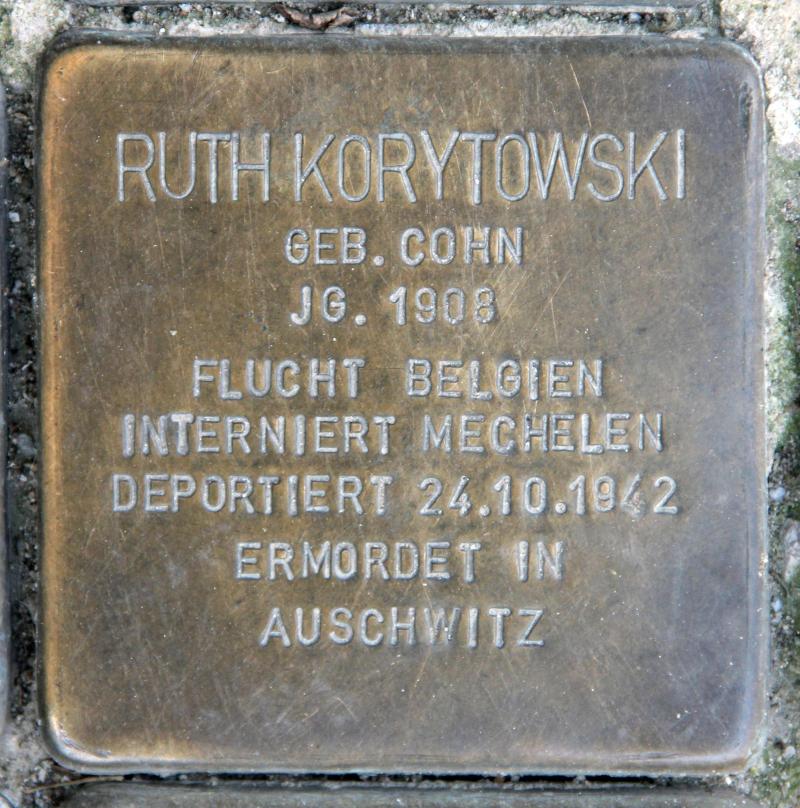 RUTH KORYTOWSKI
GEB. COHN
JG. 1908
FLUCHT BELGIEN
INTERNIERT MECHELEN
DEPORTIERT 24.10.1942
ERMORDET IN
AUSCHWITZ